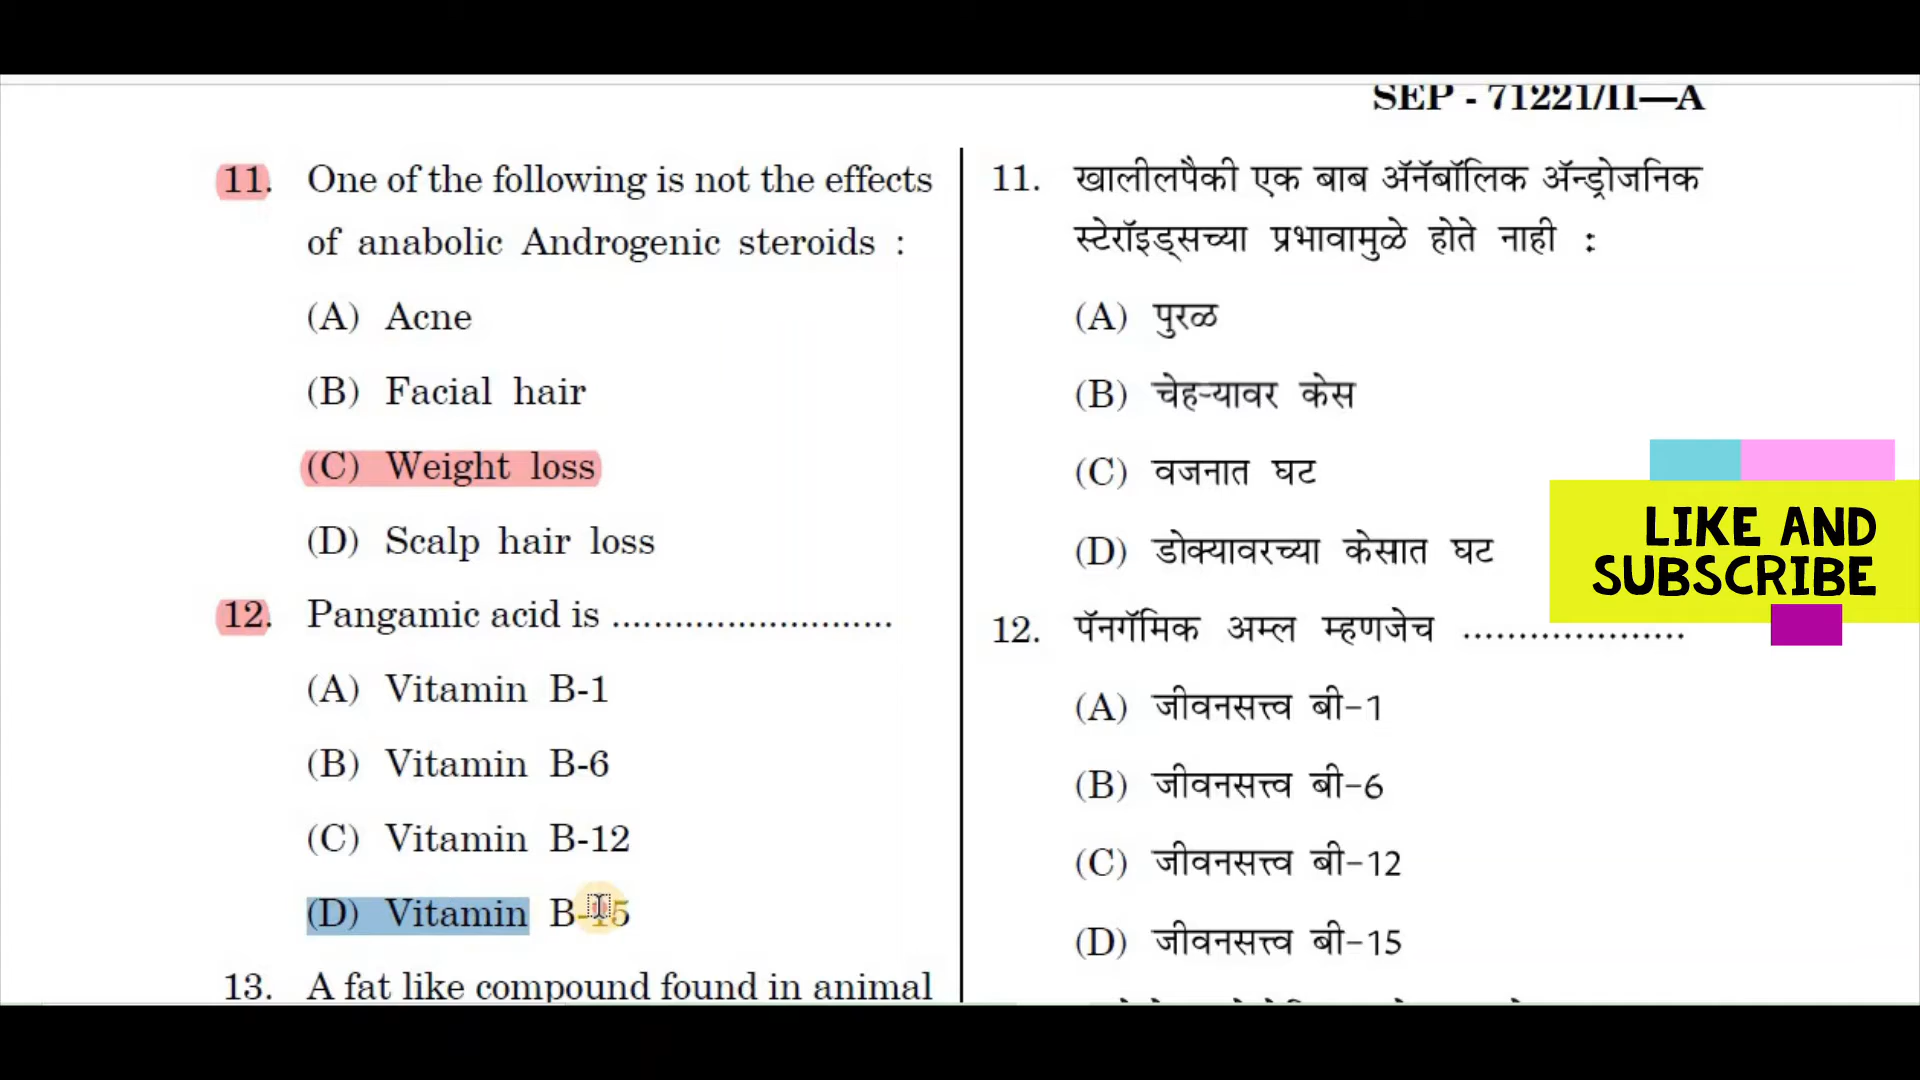 SEP - 71221/II—A
11. One of the following is not the effects
of anabolic Androgenic steroids :
(A) Acne
(B) Facial hair
(C) Weight loss
(D) Scalp hair loss
12. Pangamic acid is ...........................
(A) Vitamin B-1
(B) Vitamin B-6
(C) Vitamin B-12
(D) Vitamin B-15
13. A fat like compound found in animal
11. खालीलपैकी एक बाब ॲनॅबॉलिक ॲन्ड्रोजनिक
स्टेरॉइड्सच्या प्रभावामुळे होते नाही :
(A) पुरळ
(B) चेहऱ्यावर केस
(C) वजनात घट
(D) डोक्यावरच्या केसात घट
12. पॅनगॅमिक अम्ल म्हणजेच .....................
(A) जीवनसत्त्व बी-1
(B) जीवनसत्त्व बी-6
(C) जीवनसत्त्व बी-12
(D) जीवनसत्त्व बी-15
LIKE AND
SUBSCRIBE